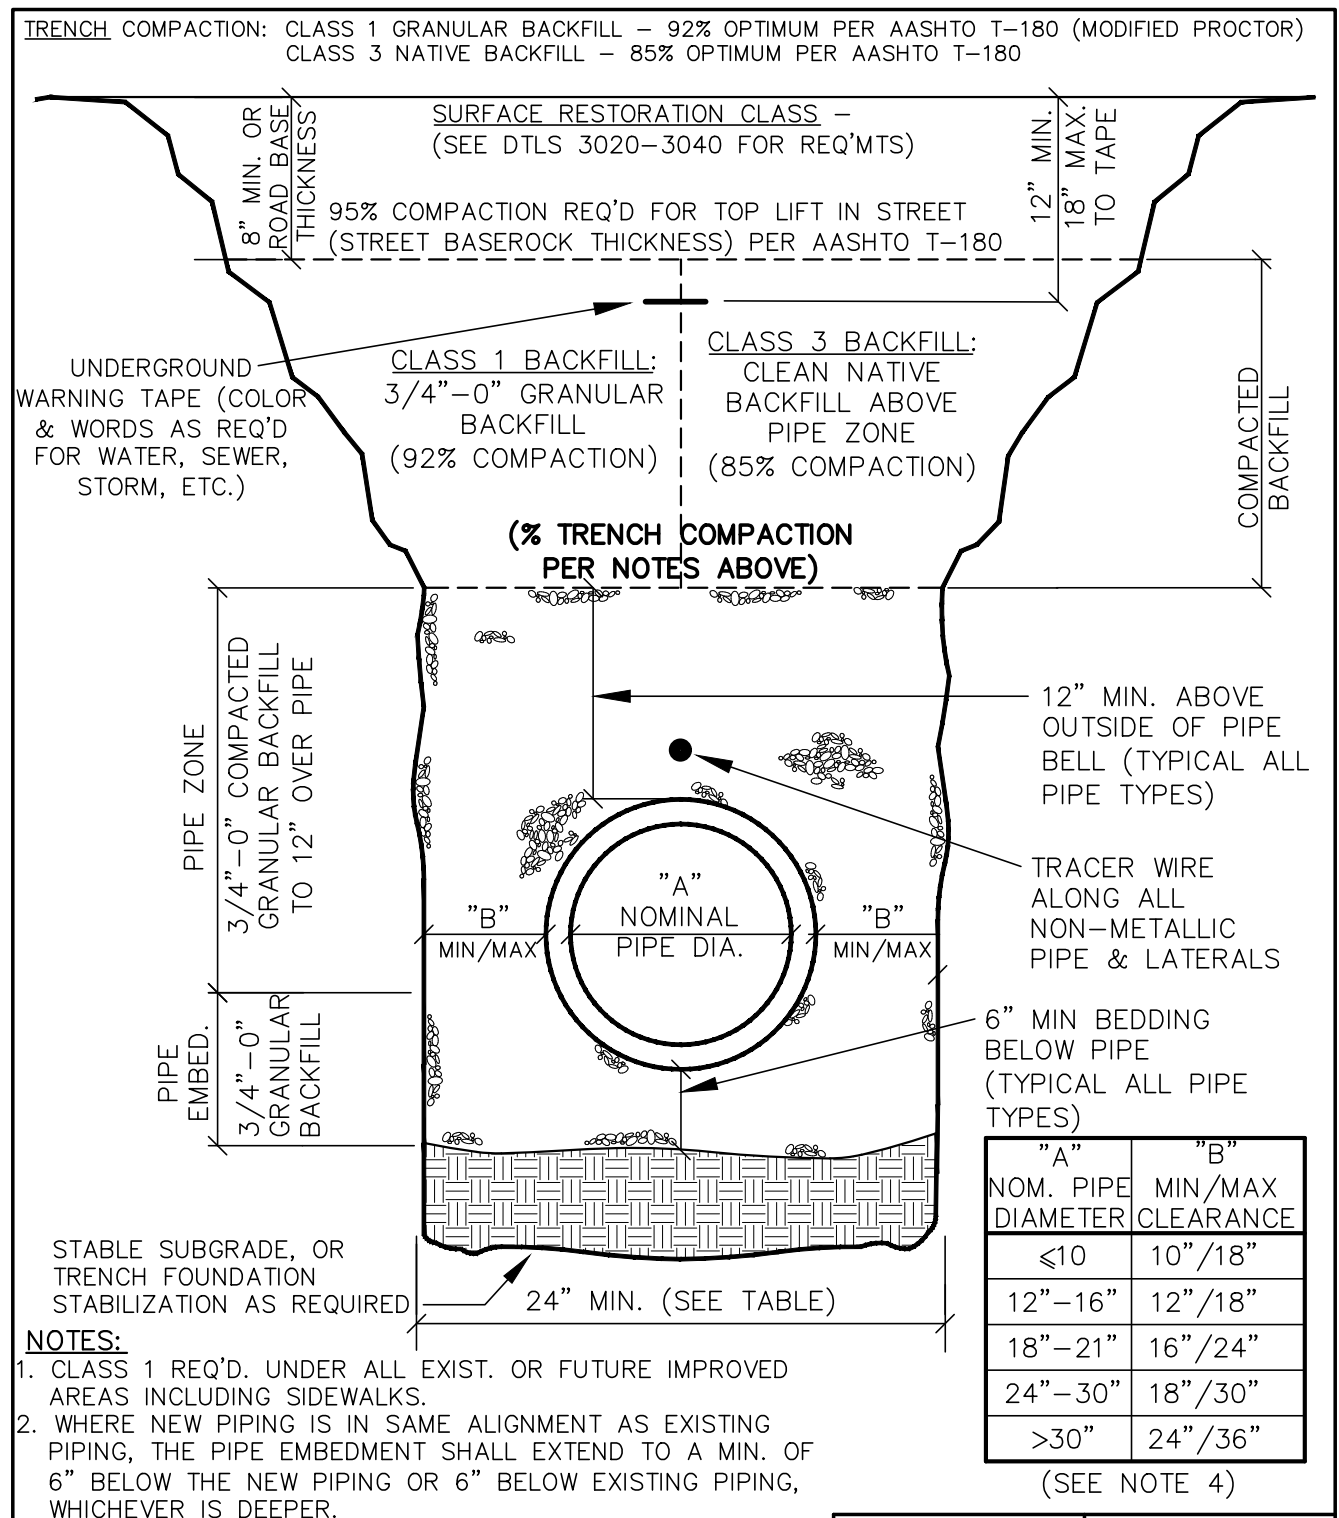 TRENCH COMPACTION: CLASS 1 GRANULAR BACKFILL – 92% OPTIMUM PER AASHTO T–180 (MODIFIED PROCTOR)
CLASS 3 NATIVE BACKFILL – 85% OPTIMUM PER AASHTO T–180
8" MIN. OR
ROAD BASE
THICKNESS
SURFACE RESTORATION CLASS –
(SEE DTLS 3020–3040 FOR REQ'MTS)
12" MIN.
18" MAX.
TO TAPE
95% COMPACTION REQ'D FOR TOP LIFT IN STREET
(STREET BASEROCK THICKNESS) PER AASHTO T–180
UNDERGROUND
WARNING TAPE (COLOR
& WORDS AS REQ'D
FOR WATER, SEWER,
STORM, ETC.)
CLASS 1 BACKFILL:
3/4"–0" GRANULAR
BACKFILL
(92% COMPACTION)
CLASS 3 BACKFILL:
CLEAN NATIVE
BACKFILL ABOVE
PIPE ZONE
(85% COMPACTION)
COMPACTED
BACKFILL
(% TRENCH COMPACTION
PER NOTES ABOVE)
PIPE ZONE
3/4"–0" COMPACTED
GRANULAR BACKFILL
TO 12" OVER PIPE
12" MIN. ABOVE
OUTSIDE OF PIPE
BELL (TYPICAL ALL
PIPE TYPES)
TRACER WIRE
ALONG ALL
NON–METALLIC
PIPE & LATERALS
"B"
MIN/MAX
"A"
NOMINAL
PIPE DIA.
"B"
MIN/MAX
PIPE
EMBED.
3/4"–0"
GRANULAR
BACKFILL
6" MIN BEDDING
BELOW PIPE
(TYPICAL ALL PIPE
TYPES)
STABLE SUBGRADE, OR
TRENCH FOUNDATION
STABILIZATION AS REQUIRED
24" MIN. (SEE TABLE)
"A" "B"
NOM. PIPE MIN/MAX
DIAMETER CLEARANCE
⩽10 10"/18"
12"–16" 12"/18"
18"–21" 16"/24"
24"–30" 18"/30"
>30" 24"/36"
(SEE NOTE 4)
NOTES:
1. CLASS 1 REQ'D. UNDER ALL EXIST. OR FUTURE IMPROVED
AREAS INCLUDING SIDEWALKS.
2. WHERE NEW PIPING IS IN SAME ALIGNMENT AS EXISTING
PIPING, THE PIPE EMBEDMENT SHALL EXTEND TO A MIN. OF
6" BELOW THE NEW PIPING OR 6" BELOW EXISTING PIPING,
WHICHEVER IS DEEPER.